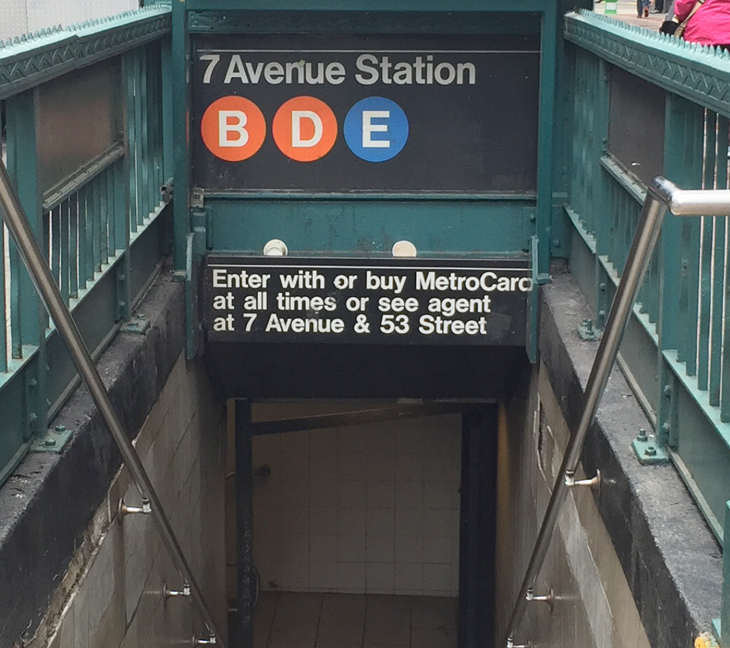 7 Avenue Station
B D E
Enter with or buy MetroCard
at all times or see agent
at 7 Avenue & 53 Street